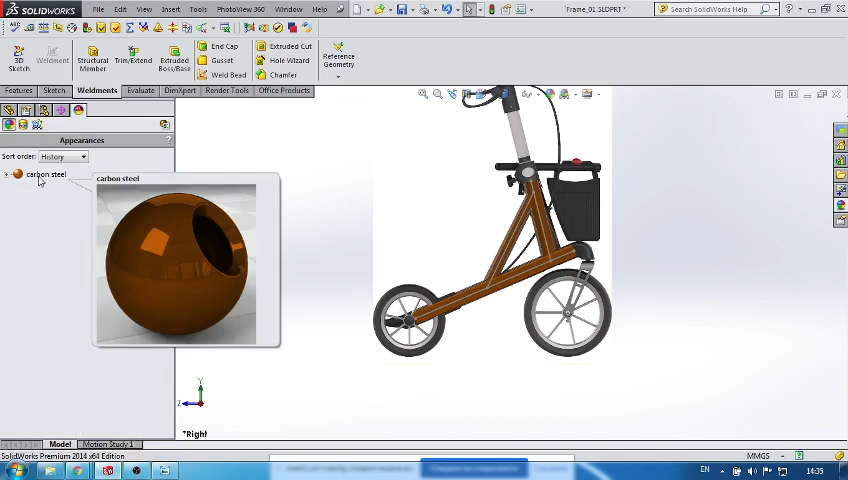 SOLIDWORKS File Edit View Insert Tools PhotoView 360 Window Help *Frame_01.SLDPRT * Search SolidWorks Help
3D Sketch Weldment Structural Member Trim/Extend Extruded Boss/Base End Cap Gusset Weld Bead Extruded Cut Hole Wizard Chamfer Reference Geometry
Features Sketch Weldments Evaluate DimXpert Render Tools Office Products
Appearances ?
Sort order: History
carbon steel
carbon steel
Y
Z
*Right
Model Motion Study 1
SolidWorks Premium 2014 x64 Edition MMGS
EN 14:35